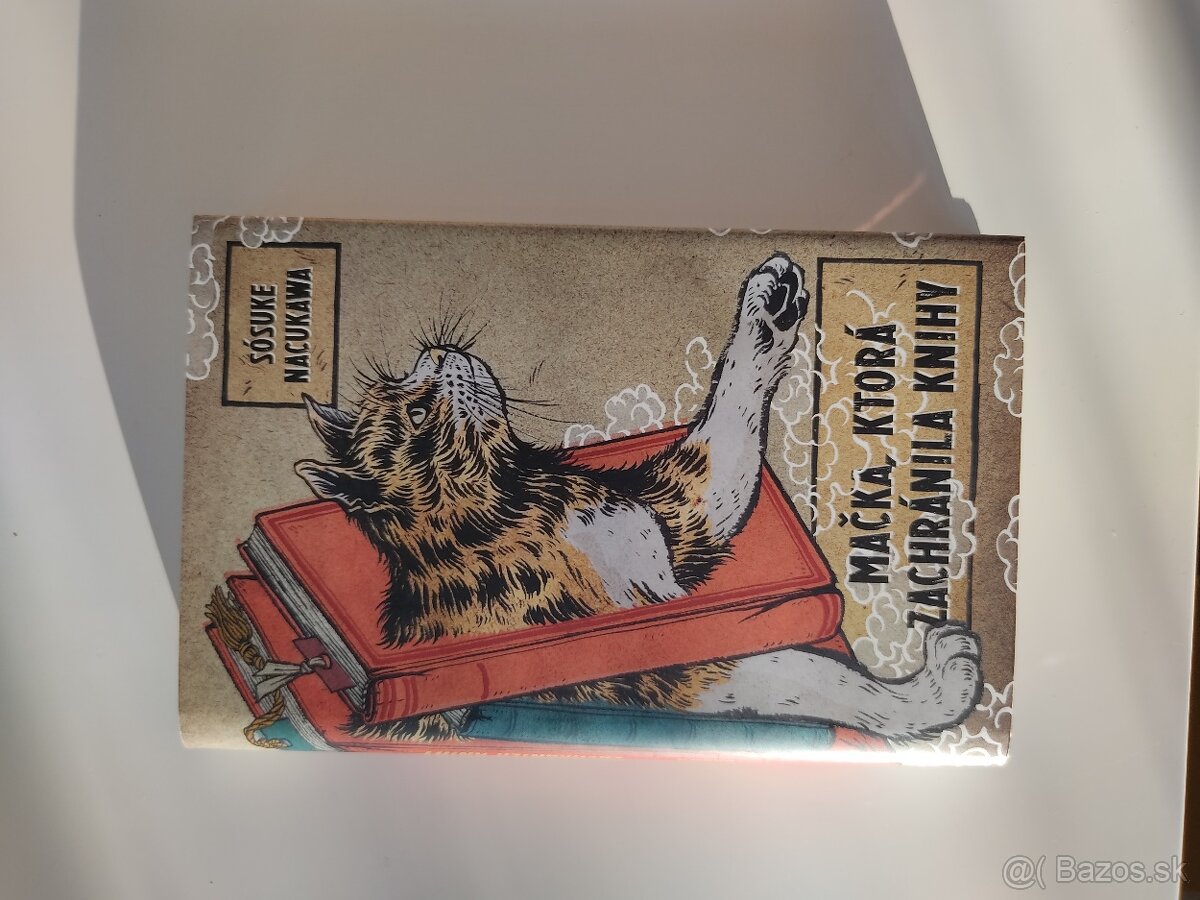 SÓSUKE
NACUKAWA
MAČKA, KTORÁ
ZACHRÁNILA KNIHY
@( Bazos.sk